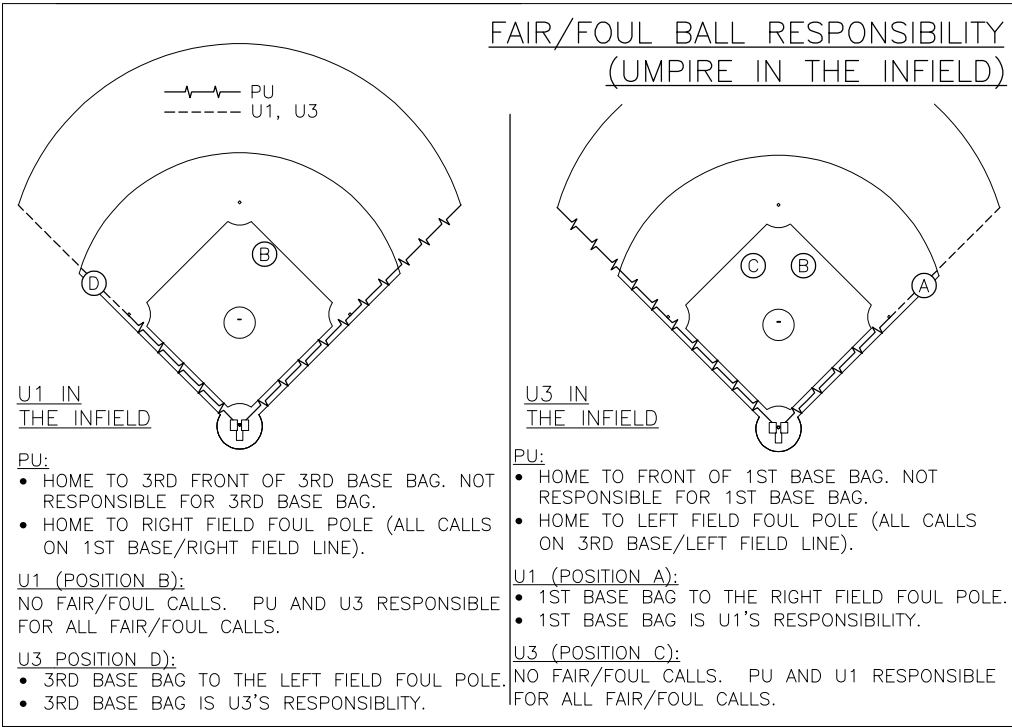 FAIR/FOUL BALL RESPONSIBILITY
(UMPIRE IN THE INFIELD)
PU
U1, U3
B
D
U1 IN
THE INFIELD
PU:
• HOME TO 3RD FRONT OF 3RD BASE BAG. NOT
RESPONSIBLE FOR 3RD BASE BAG.
• HOME TO RIGHT FIELD FOUL POLE (ALL CALLS
ON 1ST BASE/RIGHT FIELD LINE).
U1 (POSITION B):
NO FAIR/FOUL CALLS. PU AND U3 RESPONSIBLE
FOR ALL FAIR/FOUL CALLS.
U3 POSITION D):
• 3RD BASE BAG TO THE LEFT FIELD FOUL POLE.
• 3RD BASE BAG IS U3'S RESPONSIBLITY.
C B
A
U3 IN
THE INFIELD
PU:
• HOME TO FRONT OF 1ST BASE BAG. NOT
RESPONSIBLE FOR 1ST BASE BAG.
• HOME TO LEFT FIELD FOUL POLE (ALL CALLS
ON 3RD BASE/LEFT FIELD LINE).
U1 (POSITION A):
• 1ST BASE BAG TO THE RIGHT FIELD FOUL POLE.
• 1ST BASE BAG IS U1'S RESPONSIBILITY.
U3 (POSITION C):
NO FAIR/FOUL CALLS. PU AND U1 RESPONSIBLE
FOR ALL FAIR/FOUL CALLS.